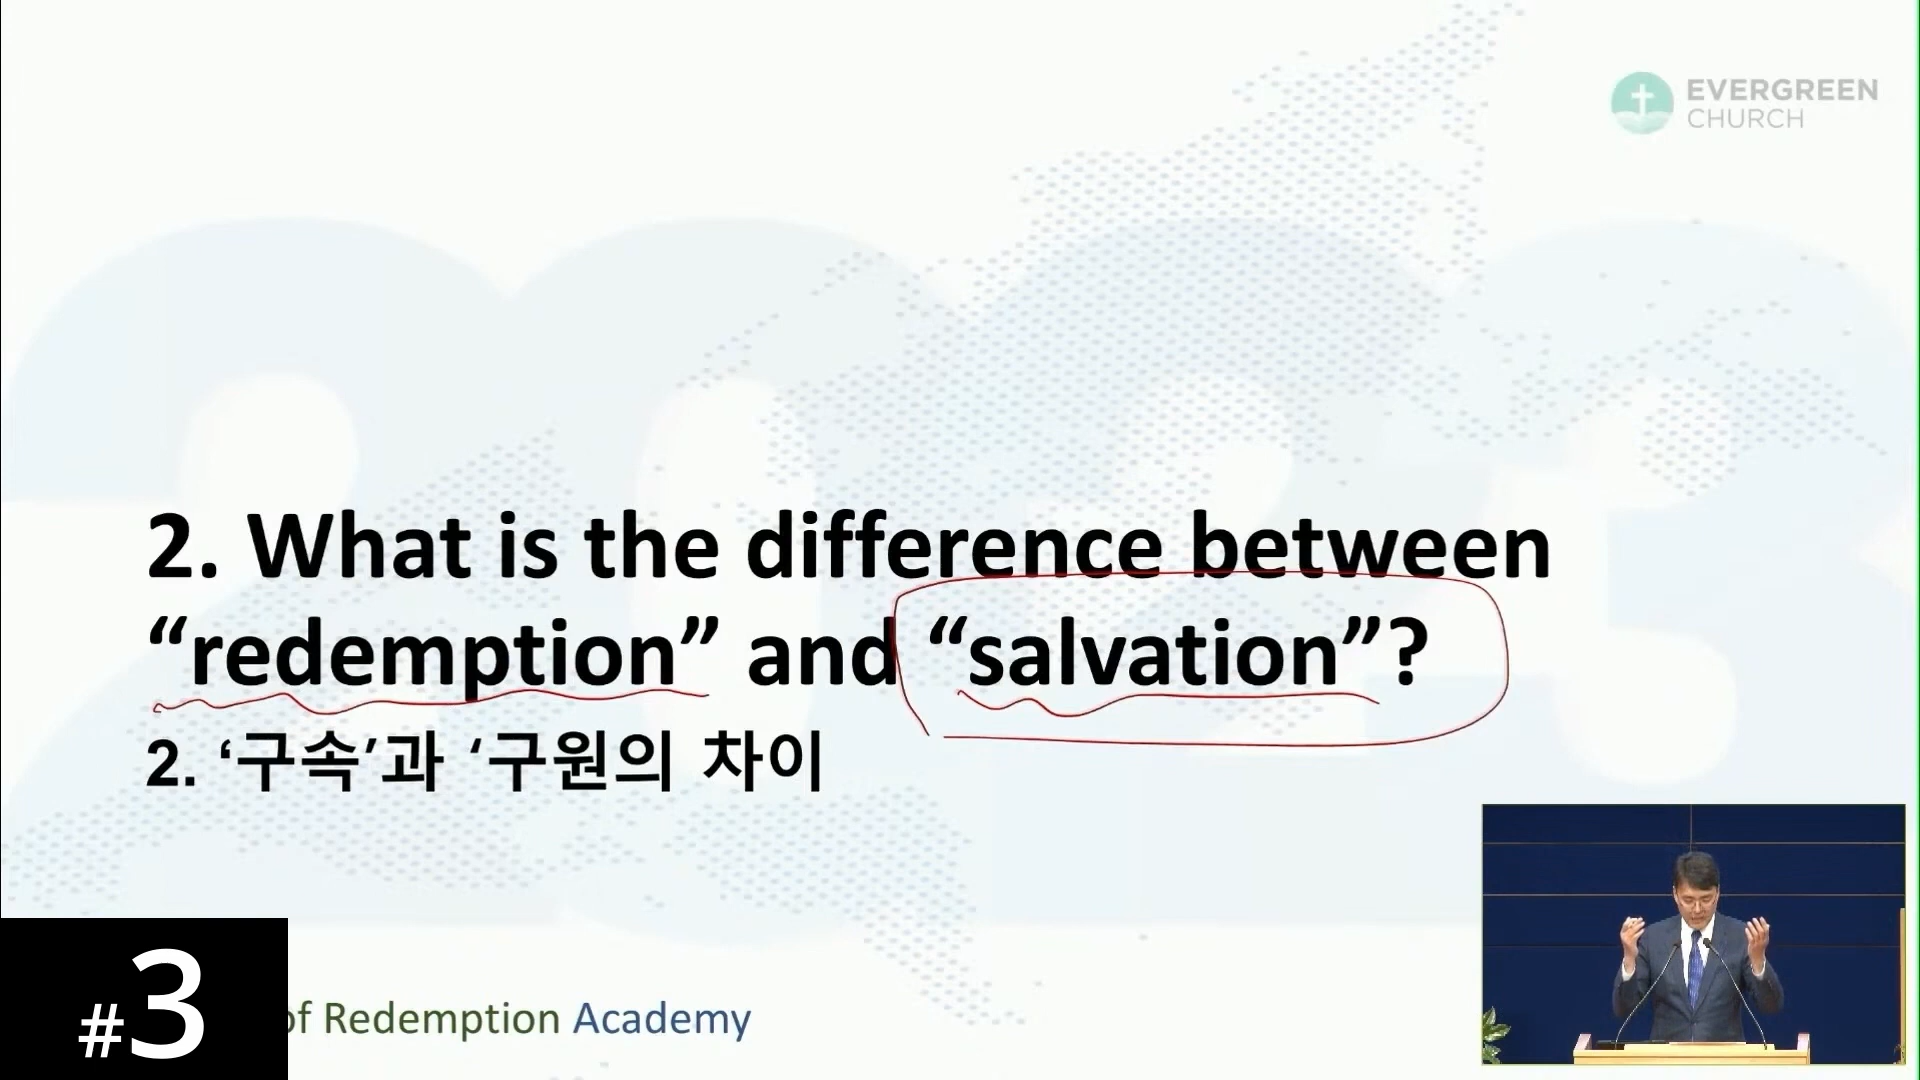 EVERGREEN
CHURCH
2023
2. What is the difference between
“redemption” and “salvation”?
2. ‘구속’과 ‘구원의 차이
#3
of Redemption Academy